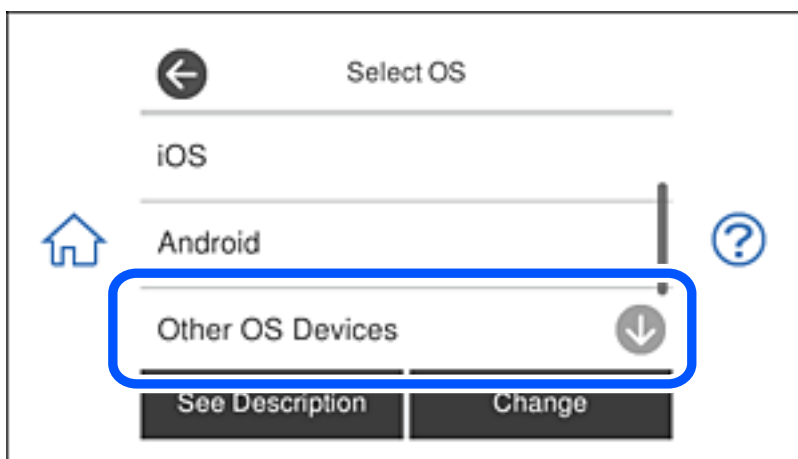 Select OS
iOS
Android
Other OS Devices
See Description Change